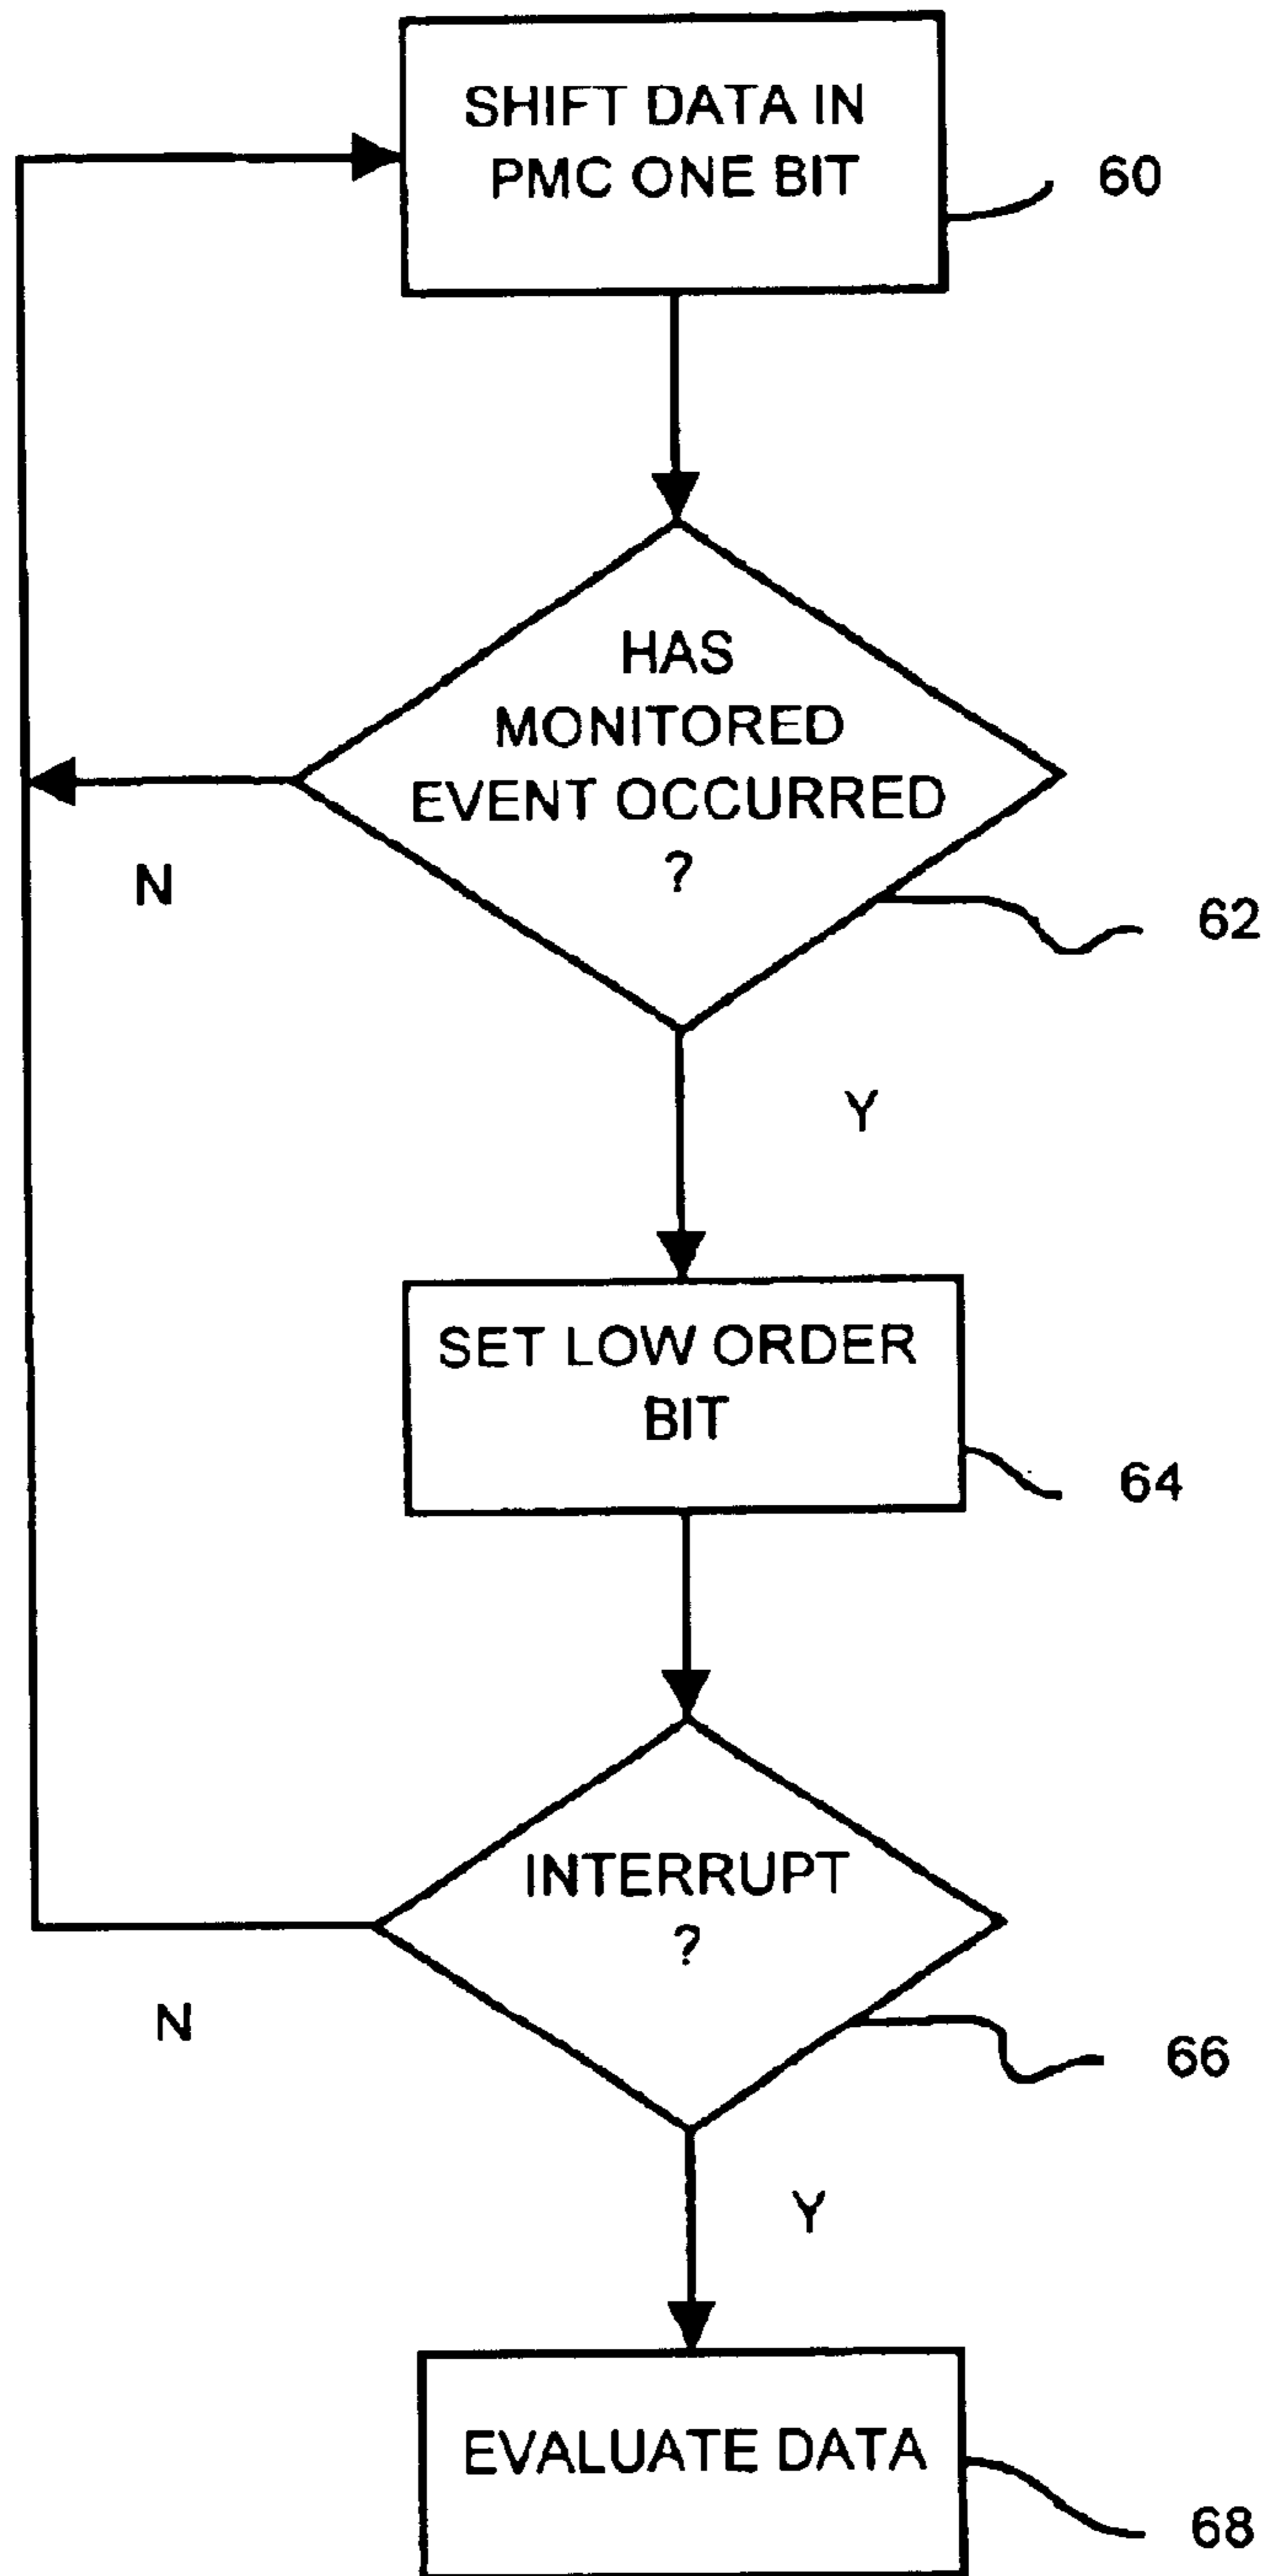 SHIFT DATA IN
PMC ONE BIT
60
HAS
MONITORED
EVENT OCCURRED
?
N
62
Y
SET LOW ORDER
BIT
64
INTERRUPT
?
N
66
Y
EVALUATE DATA
68